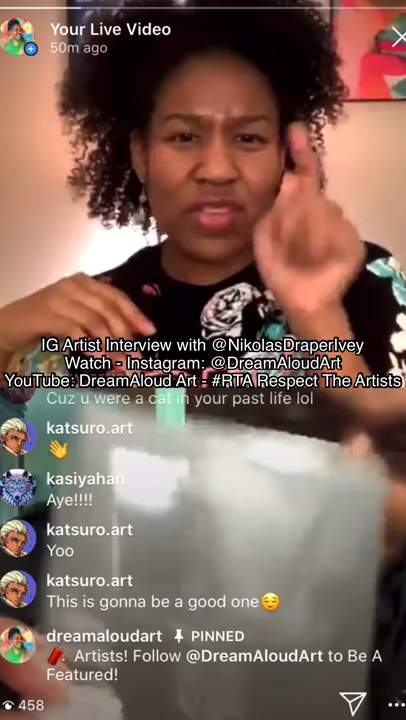 Your Live Video
50m ago
IG Artist Interview with @NikolasDraperIvey
Watch - Instagram: @DreamAloudArt
YouTube: DreamAloud Art - #RTA Respect The Artists
Cuz u were a cat in your past life lol
katsuro.art
👋
kasiyahan
Aye!!!!
katsuro.art
Yoo
katsuro.art
This is gonna be a good one😌
dreamaloudart PINNED
🧧 Artists! Follow @DreamAloudArt to Be A
Featured!
458